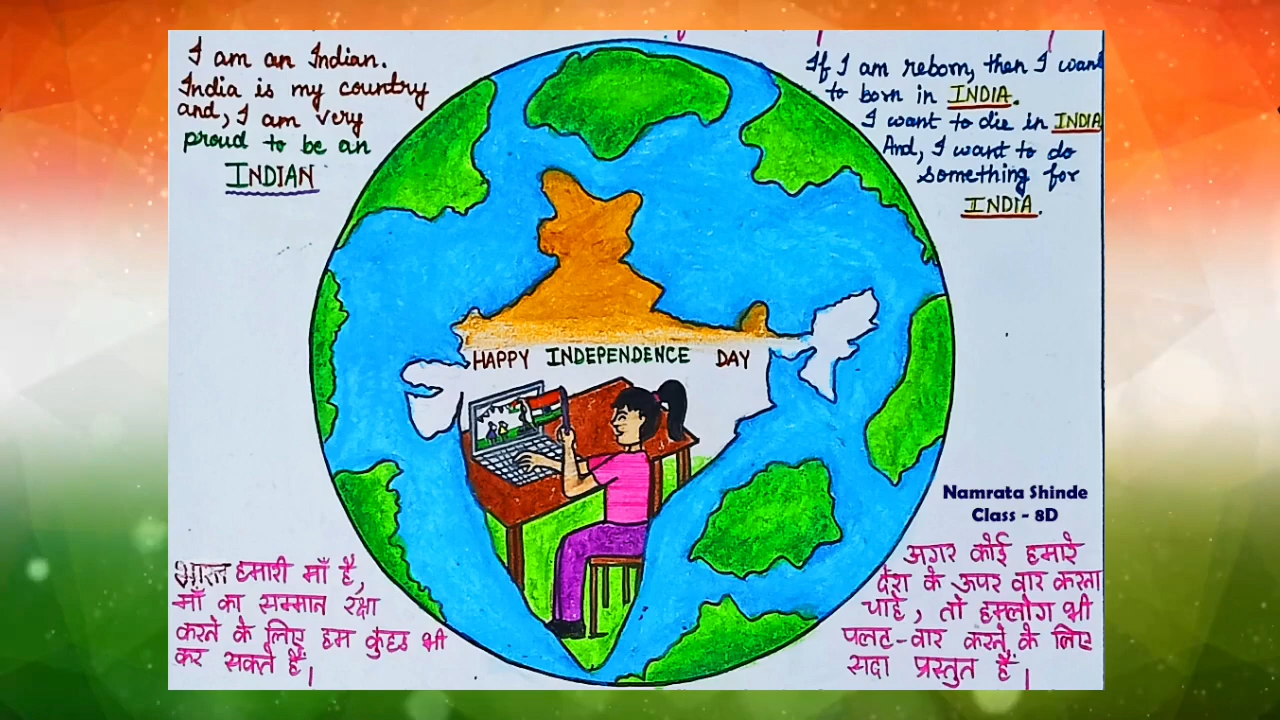 I am an Indian.
India is my country
and, I am very
proud to be an
INDIAN
If I am reborn, then I want
to born in INDIA.
I want to die in INDIA
And, I want to do
something for
INDIA.
HAPPY INDEPENDENCE DAY
Namrata Shinde
Class - 8D
भारत हमारी माँ है,
माँ का सम्मान रक्षा
करने के लिए हम कुछ भी
कर सकते हैं।
अगर कोई हमारे
देश के ऊपर वार करना
चाहे, तो हमलोग भी
पलट-वार करने के लिए
सदा प्रस्तुत हैं।